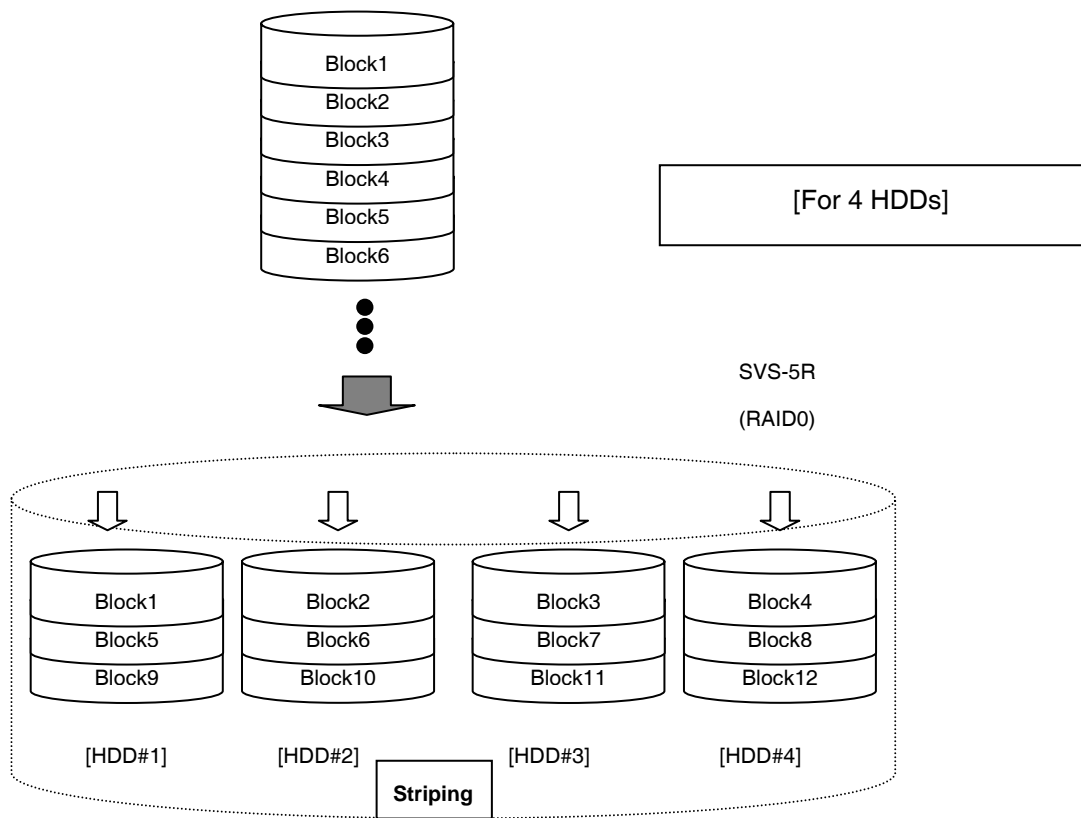 Block1
Block2
Block3
Block4
Block5
Block6
[For 4 HDDs]
SVS-5R
(RAID0)
Block1
Block2
Block3
Block4
Block5
Block6
Block7
Block8
Block9
Block10
Block11
Block12
[HDD#1]
[HDD#2]
[HDD#3]
[HDD#4]
Striping